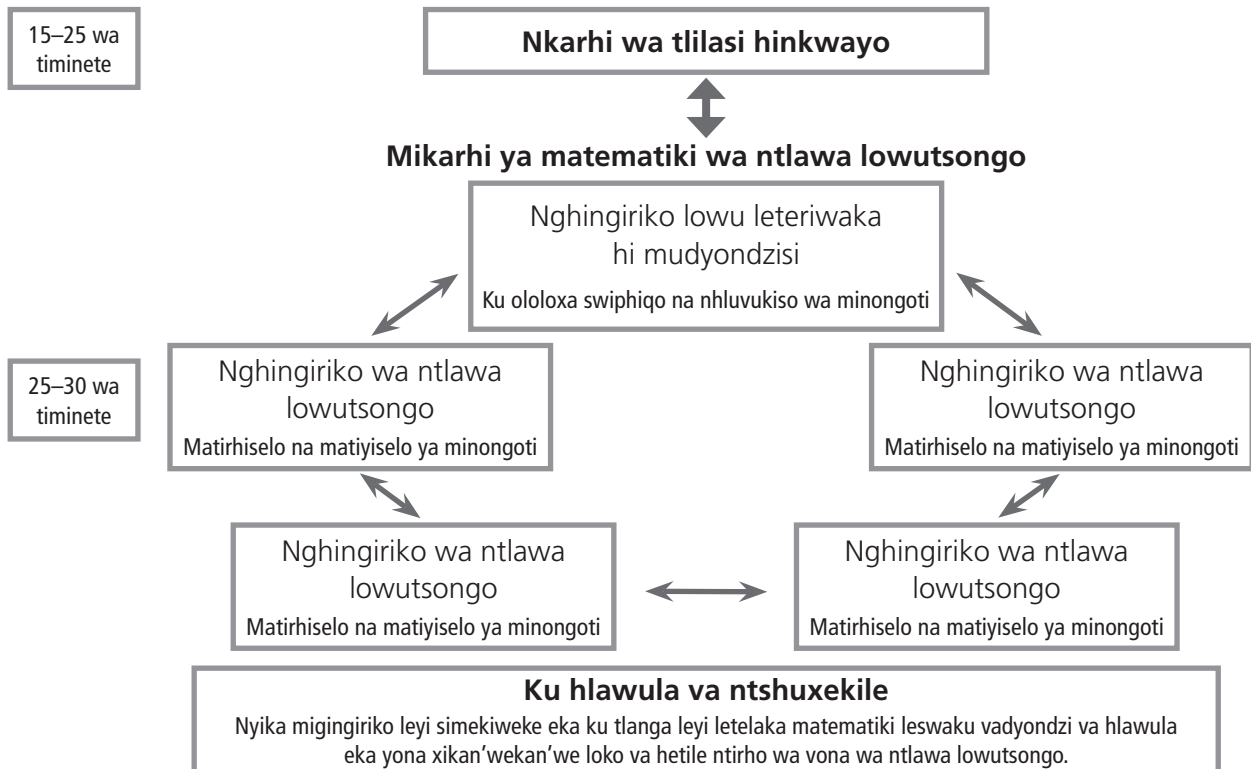 15–25 wa
timinete
Nkarhi wa tlilasi hinkwayo
Mikarhi ya matematiki wa ntlawa lowutsongo
Nghingiriko lowu leteriwaka
hi mudyondzisi
Ku ololoxa swiphiqo na nhluvukiso wa minongoti
25–30 wa
timinete
Nghingiriko wa ntlawa
lowutsongo
Matirhiselo na matiyiselo ya minongoti
Nghingiriko wa ntlawa
lowutsongo
Matirhiselo na matiyiselo ya minongoti
Nghingiriko wa ntlawa
lowutsongo
Matirhiselo na matiyiselo ya minongoti
Nghingiriko wa ntlawa
lowutsongo
Matirhiselo na matiyiselo ya minongoti
Ku hlawula va ntshuxekile
Nyika migingiriko leyi simekiweke eka ku tlanga leyi letelaka matematiki leswaku vadyondzi va hlawula
eka yona xikan’wekan’we loko va hetile ntirho wa vona wa ntlawa lowutsongo.